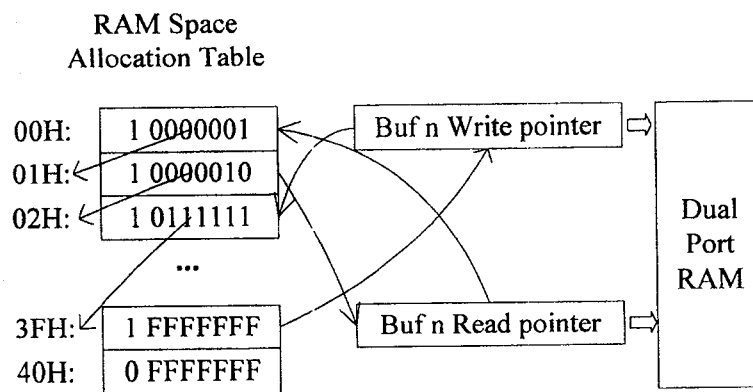 RAM Space
Allocation Table
00H: 1 0000001
01H: 1 0000010
02H: 1 0111111
...
3FH: 1 FFFFFFF
40H: 0 FFFFFFF
Buf n Write pointer
Buf n Read pointer
Dual
Port
RAM